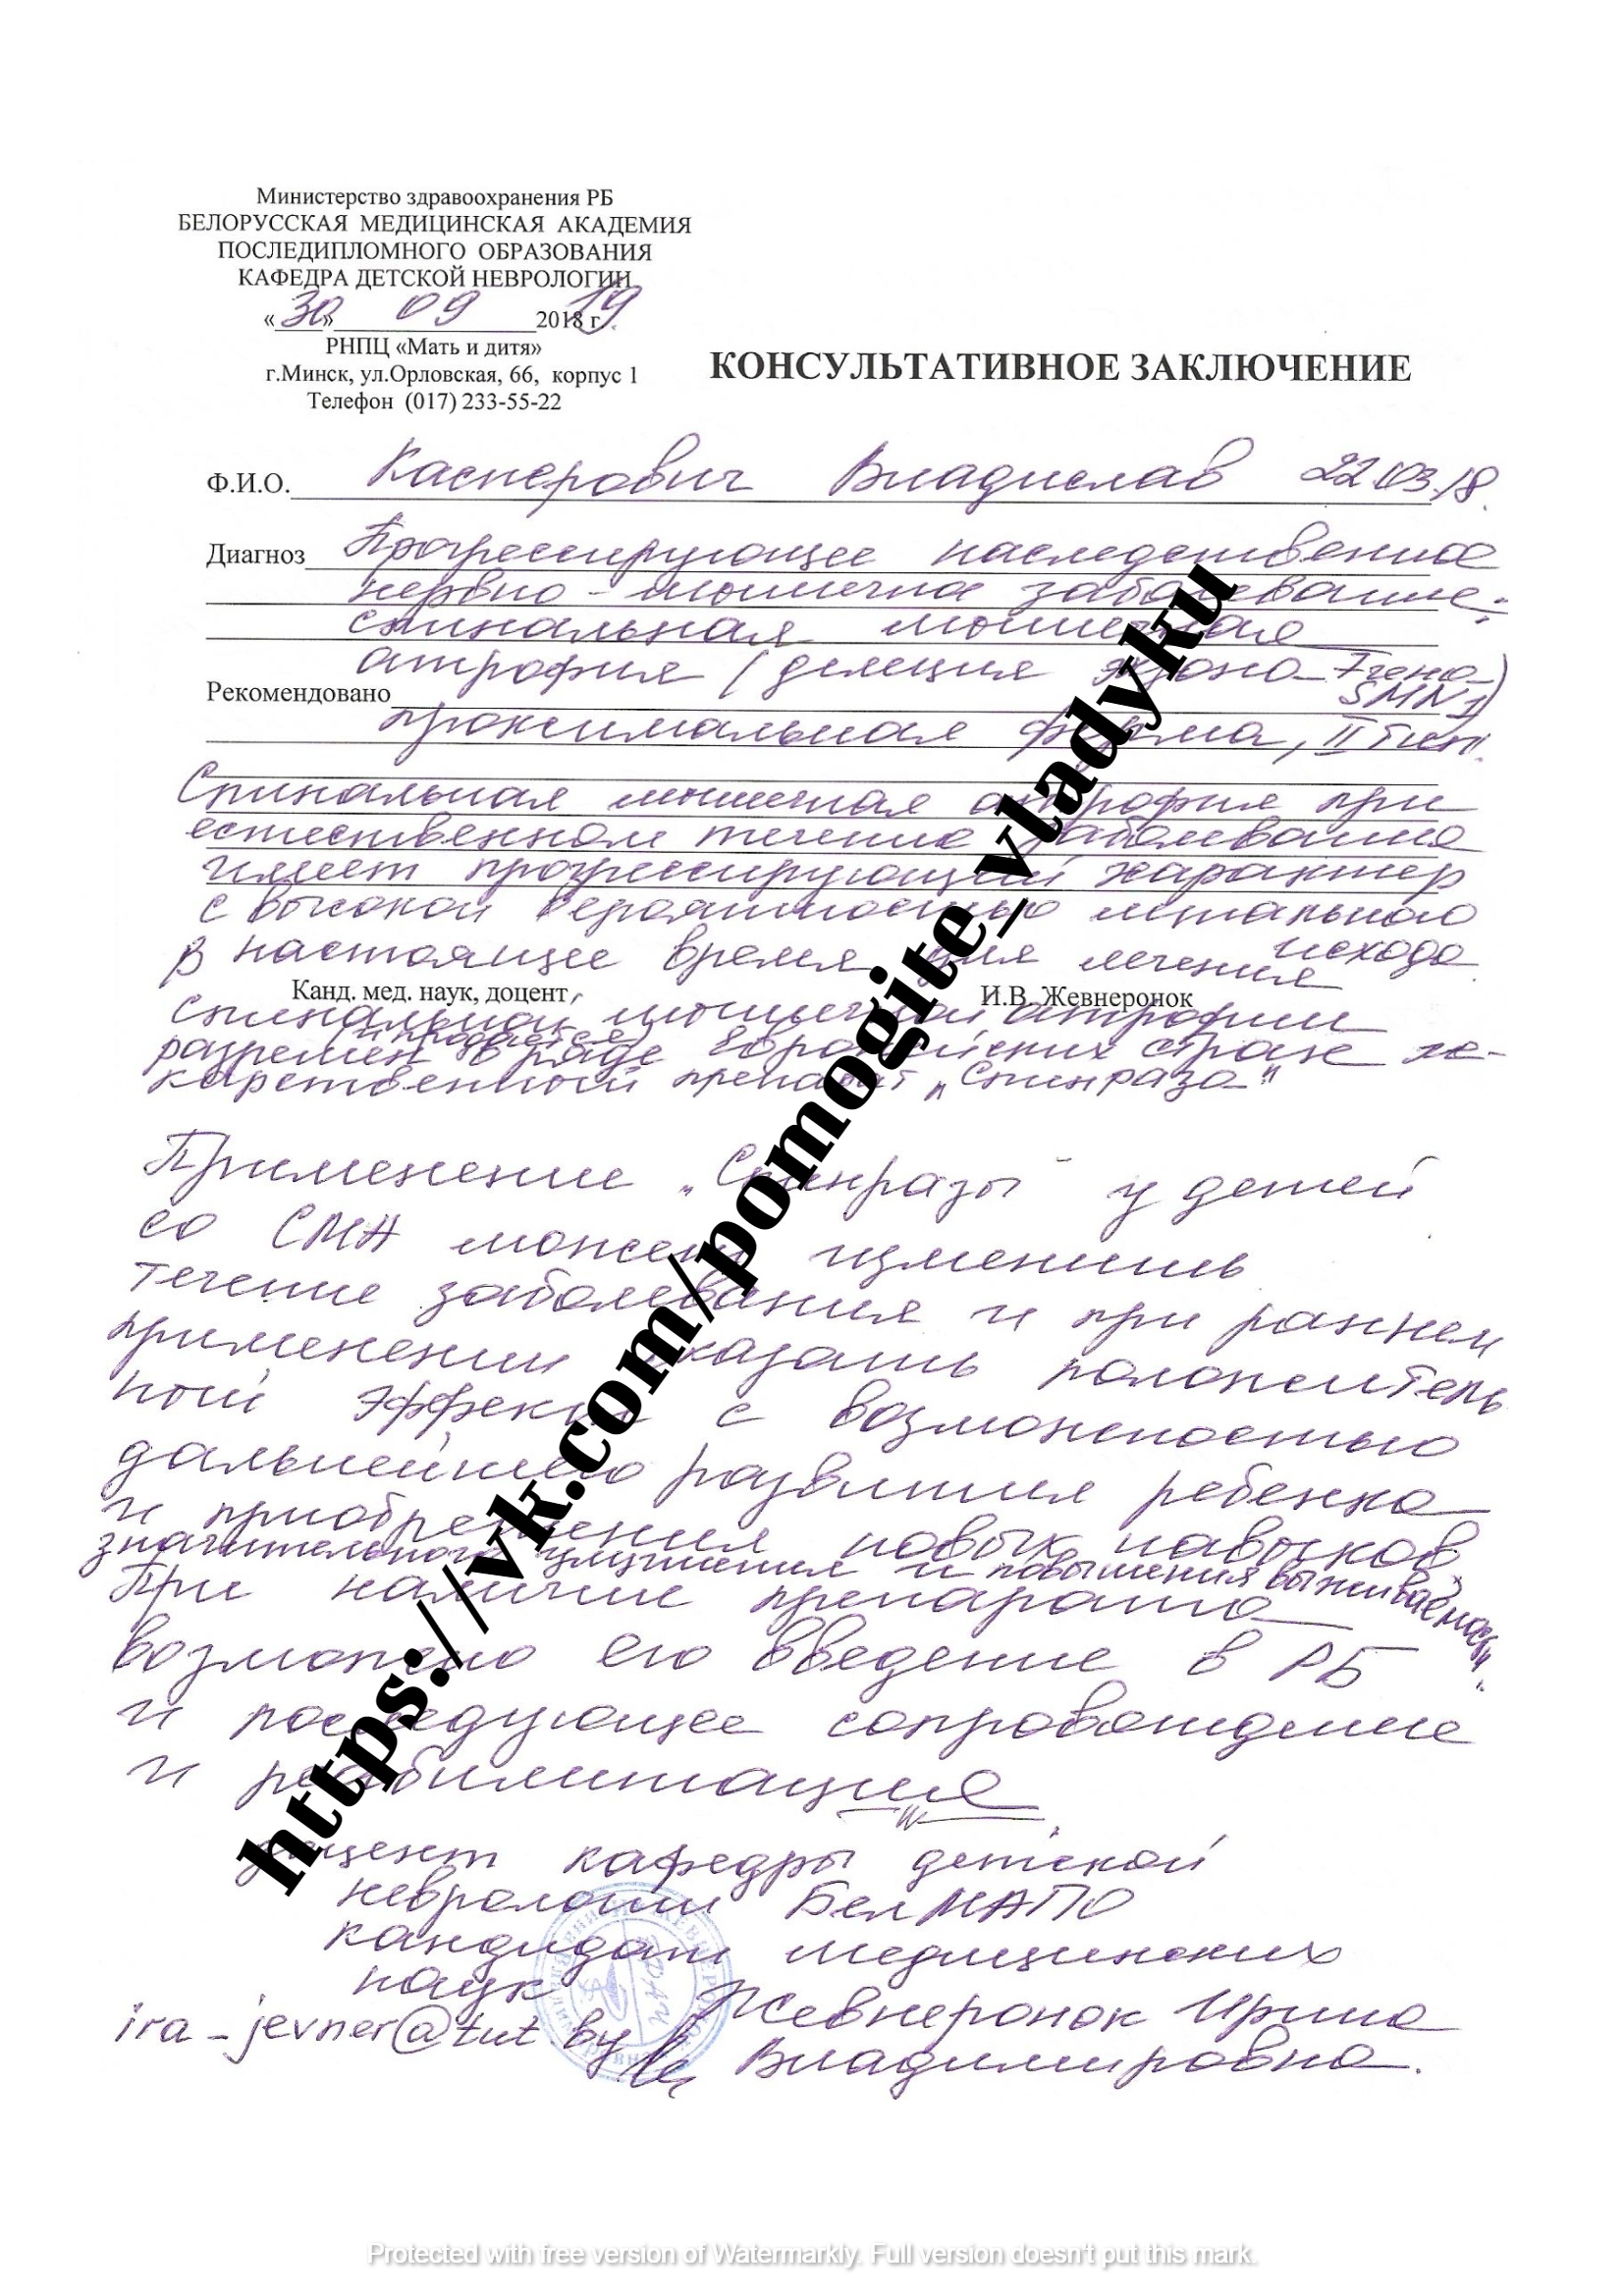 Министерство здравоохранения РБ
БЕЛОРУССКАЯ МЕДИЦИНСКАЯ АКАДЕМИЯ
ПОСЛЕДИПЛОМНОГО ОБРАЗОВАНИЯ
КАФЕДРА ДЕТСКОЙ НЕВРОЛОГИИ
«30» 09 2018 г. 19
РНПЦ «Мать и дитя»
г.Минск, ул.Орловская, 66, корпус 1
Телефон (017) 233-55-22
КОНСУЛЬТАТИВНОЕ ЗАКЛЮЧЕНИЕ
Ф.И.О. Касперович Владислав 22.03.18.
Диагноз Прогрессирующее наследственное
нервно-мышечное заболевание:
спинальная мышечная
атрофия (делеция экзона 7 гена
SMN1)
Рекомендовано
проксимальная форма, II тип.
Спинальная мышечная атрофия при
естественном течении заболевания
имеет прогрессирующий характер
с высокой вероятностью летального
исхода
В настоящее время для лечения
Канд. мед. наук, доцент И.В. Жевнеронок
спинальной мышечной атрофии
(и продается)
разрешен в ряде европейских стран ле-
карственный препарат „Спинраза"
Применение „Спинразы" у детей
со СМА может изменить
течение заболевания и при раннем
применении оказать положитель
ный эффект с возможностью
дальнейшего развития ребенка
и приобретения новых навыков
значительного улучшения и повышения выживаемости.
При наличие препарата
возможно его введение в РБ
и последующее сопровождение
и реабилитация.
доцент кафедры детской
неврологии БелМАПО
кандидат медицинских
наук Жевнеронок Ирина
ira_jevner@tut.by Владимировна.
https://vk.com/pomogite_vladyku
Protected with free version of Watermarkly. Full version doesn't put this mark.